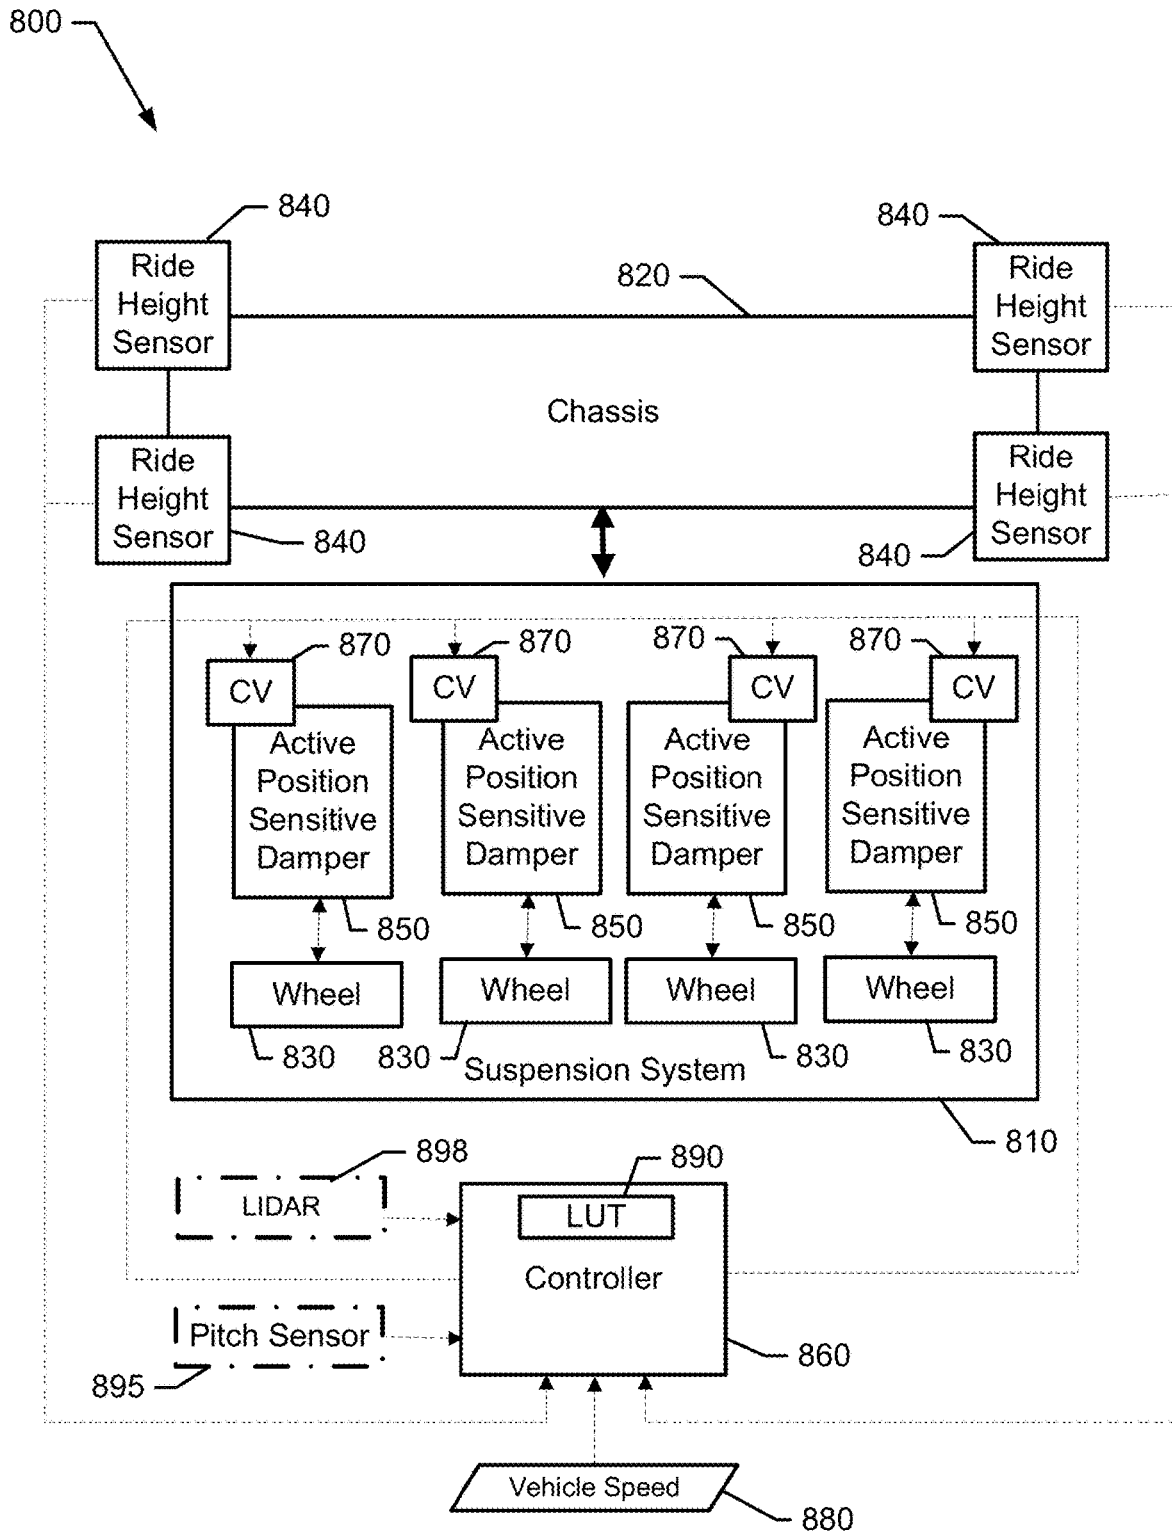 800
840
840
Ride
Height
Sensor
820
Ride
Height
Sensor
Chassis
Ride
Height
Sensor
840
Ride
Height
Sensor
840
870
870
870
870
CV
CV
CV
CV
Active
Position
Sensitive
Damper
Active
Position
Sensitive
Damper
Active
Position
Sensitive
Damper
Active
Position
Sensitive
Damper
850
850
850
850
Wheel
Wheel
Wheel
Wheel
830
830
830
830
Suspension System
810
898
890
LIDAR
LUT
Controller
Pitch Sensor
860
895
Vehicle Speed
880